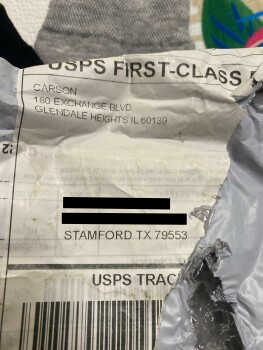 USPS FIRST-CLASS
CARSON
180 EXCHANGE BLVD
GLENDALE HEIGHTS IL 60139
STAMFORD TX 79553
USPS TRAC